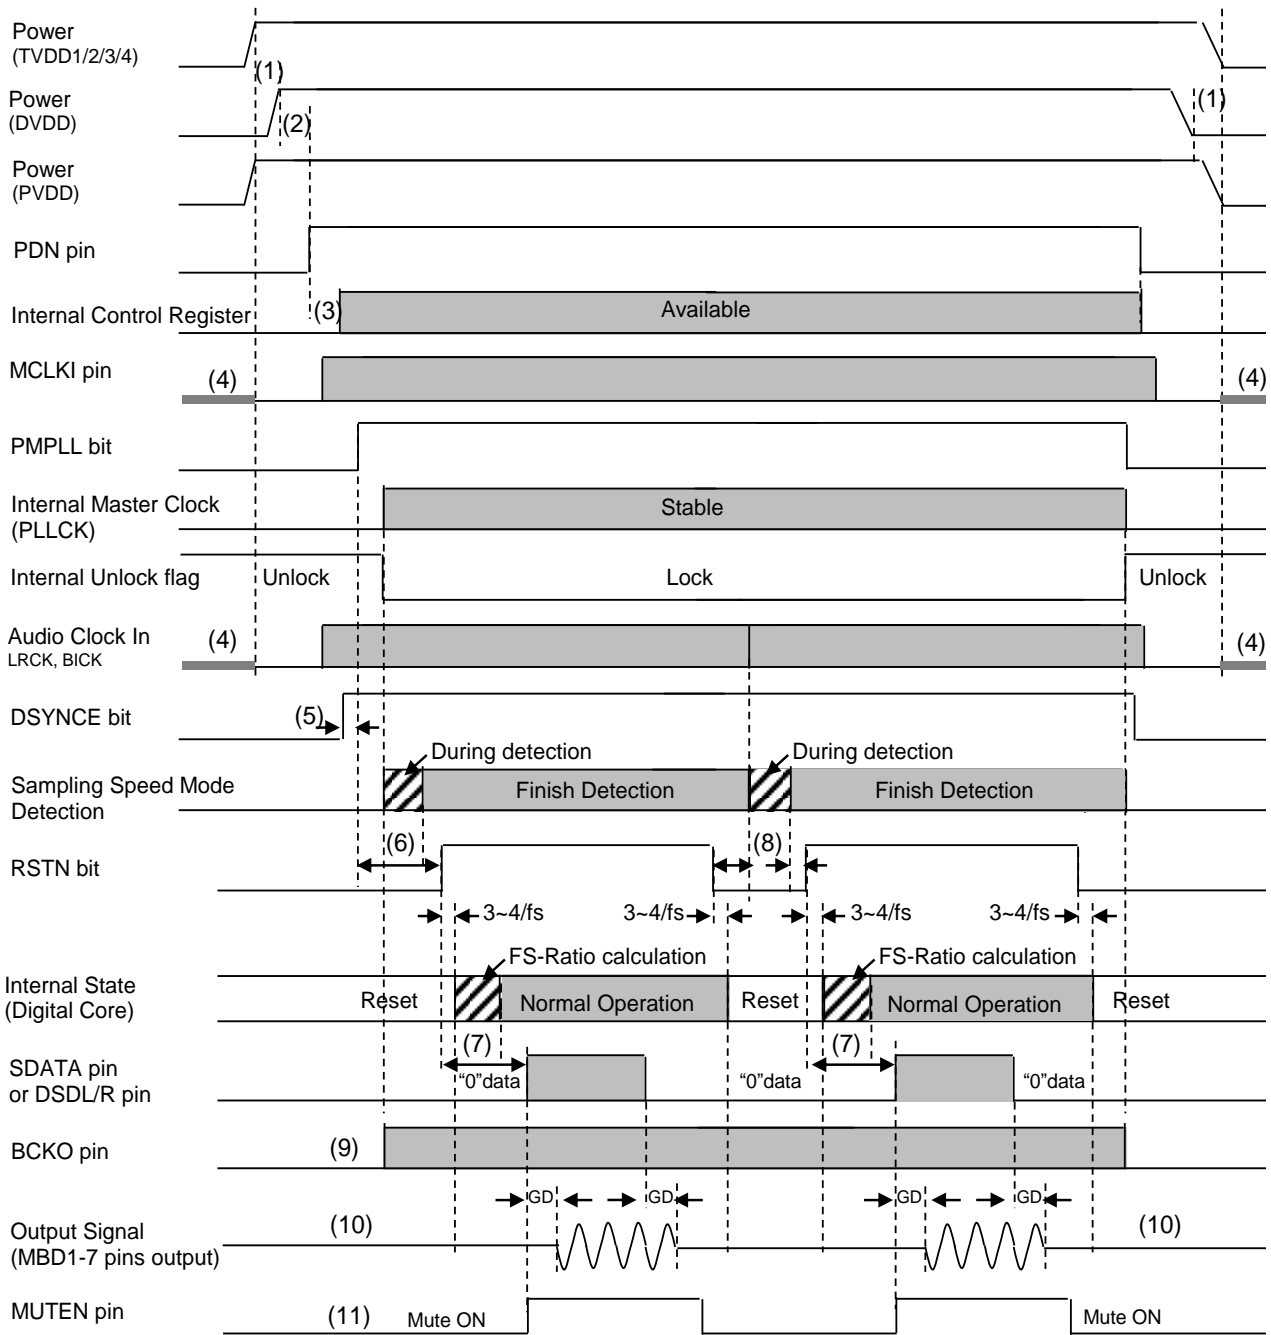 Power
(TVDD1/2/3/4)
(1)
Power
(DVDD)
(2)
(1)
Power
(PVDD)
PDN pin
Internal Control Register
(3)
Available
MCLKI pin
(4)
(4)
PMPLL bit
Internal Master Clock
(PLLCK)
Stable
Internal Unlock flag
Unlock
Lock
Unlock
Audio Clock In
LRCK, BICK
(4)
(4)
DSYNCE bit
(5)
During detection
During detection
Sampling Speed Mode
Detection
Finish Detection
Finish Detection
RSTN bit
(6)
(8)
3~4/fs
3~4/fs
3~4/fs
3~4/fs
FS-Ratio calculation
FS-Ratio calculation
Internal State
(Digital Core)
Reset
Normal Operation
Reset
Normal Operation
Reset
(7)
(7)
SDATA pin
or DSDL/R pin
“0”data
“0”data
“0”data
BCKO pin
(9)
GD
GD
GD
GD
Output Signal
(MBD1-7 pins output)
(10)
(10)
MUTEN pin
(11)
Mute ON
Mute ON